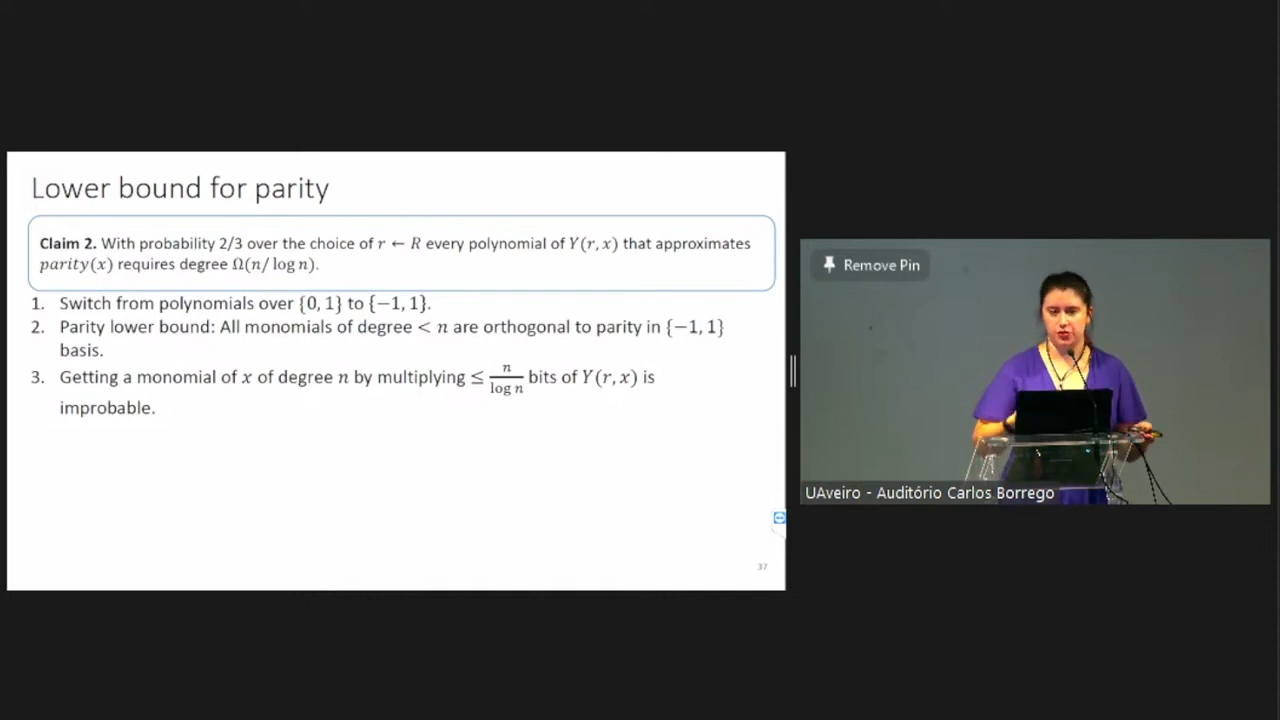 Lower bound for parity
Claim 2. With probability 2/3 over the choice of r ← R every polynomial of Y(r, x) that approximates
parity(x) requires degree Ω(n/ log n).
1. Switch from polynomials over {0, 1} to {−1, 1}.
2. Parity lower bound: All monomials of degree < n are orthogonal to parity in {−1, 1}
basis.
3. Getting a monomial of x of degree n by multiplying ≤ n/log n bits of Y(r, x) is
improbable.
37
Remove Pin
UAveiro - Auditório Carlos Borrego